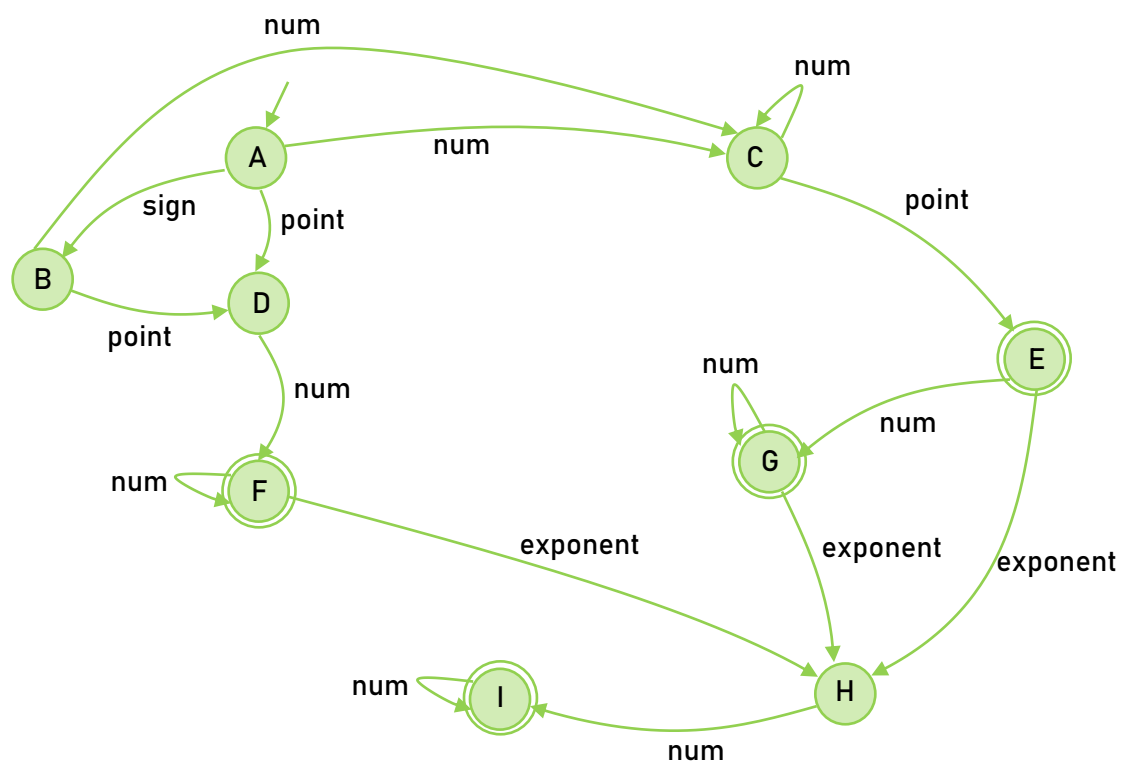 num
num
A
num
C
sign
point
point
B
D
point
num
E
num
num
G
num
F
exponent
exponent
exponent
num
I
H
num